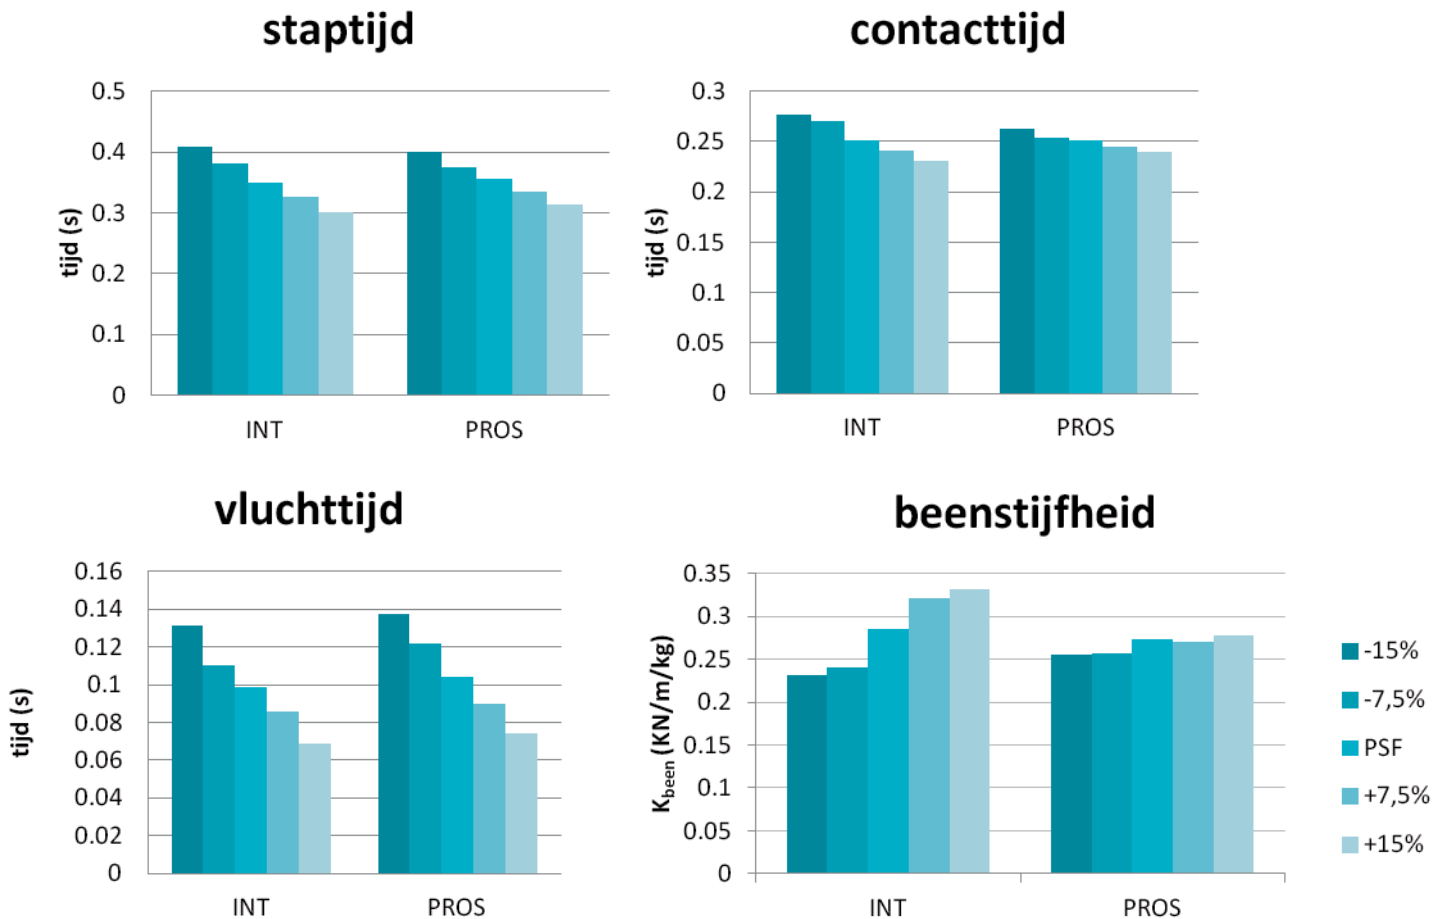 staptijd
0.5
0.4
0.3
0.2
0.1
0
tijd (s)
INT PROS
contacttijd
0.3
0.25
0.2
0.15
0.1
0.05
0
tijd (s)
INT PROS
vluchttijd
0.16
0.14
0.12
0.1
0.08
0.06
0.04
0.02
0
tijd (s)
INT PROS
beenstijfheid
0.35
0.3
0.25
0.2
0.15
0.1
0.05
0
Kbeen (KN/m/kg)
INT PROS
-15%
-7,5%
PSF
+7,5%
+15%